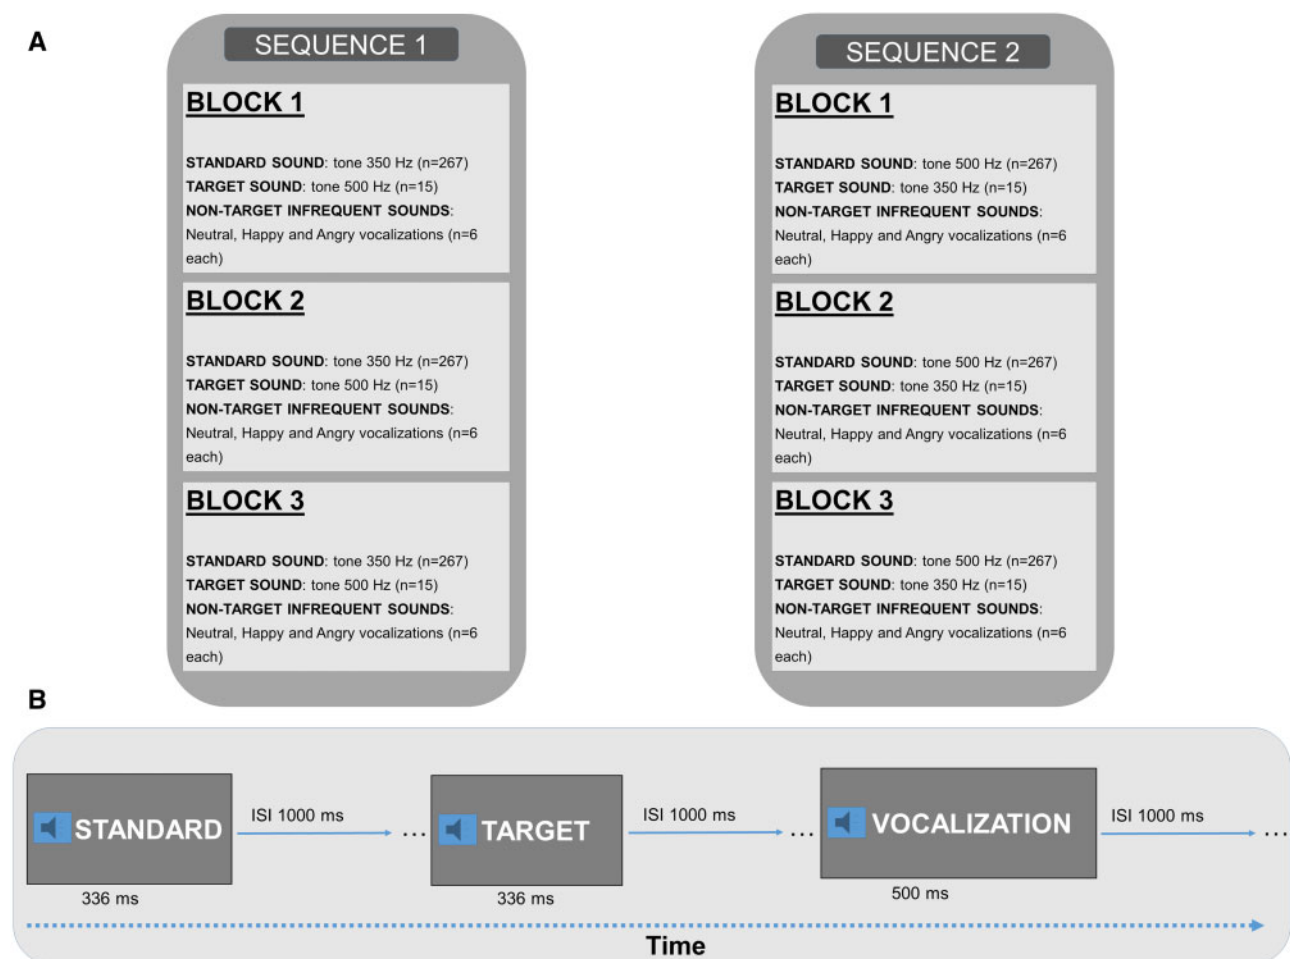 A
SEQUENCE 1
BLOCK 1
STANDARD SOUND: tone 350 Hz (n=267)
TARGET SOUND: tone 500 Hz (n=15)
NON-TARGET INFREQUENT SOUNDS:
Neutral, Happy and Angry vocalizations (n=6
each)
BLOCK 2
STANDARD SOUND: tone 350 Hz (n=267)
TARGET SOUND: tone 500 Hz (n=15)
NON-TARGET INFREQUENT SOUNDS:
Neutral, Happy and Angry vocalizations (n=6
each)
BLOCK 3
STANDARD SOUND: tone 350 Hz (n=267)
TARGET SOUND: tone 500 Hz (n=15)
NON-TARGET INFREQUENT SOUNDS:
Neutral, Happy and Angry vocalizations (n=6
each)
SEQUENCE 2
BLOCK 1
STANDARD SOUND: tone 500 Hz (n=267)
TARGET SOUND: tone 350 Hz (n=15)
NON-TARGET INFREQUENT SOUNDS:
Neutral, Happy and Angry vocalizations (n=6
each)
BLOCK 2
STANDARD SOUND: tone 500 Hz (n=267)
TARGET SOUND: tone 350 Hz (n=15)
NON-TARGET INFREQUENT SOUNDS:
Neutral, Happy and Angry vocalizations (n=6
each)
BLOCK 3
STANDARD SOUND: tone 500 Hz (n=267)
TARGET SOUND: tone 350 Hz (n=15)
NON-TARGET INFREQUENT SOUNDS:
Neutral, Happy and Angry vocalizations (n=6
each)
B
STANDARD
336 ms
ISI 1000 ms
...
TARGET
336 ms
ISI 1000 ms
...
VOCALIZATION
500 ms
ISI 1000 ms
...
Time